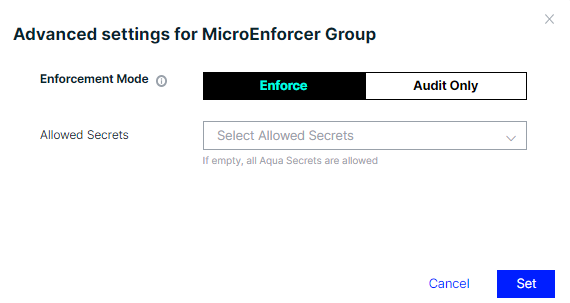 Advanced settings for MicroEnforcer Group
Enforcement Mode
Enforce
Audit Only
Allowed Secrets
Select Allowed Secrets
If empty, all Aqua Secrets are allowed
Cancel
Set